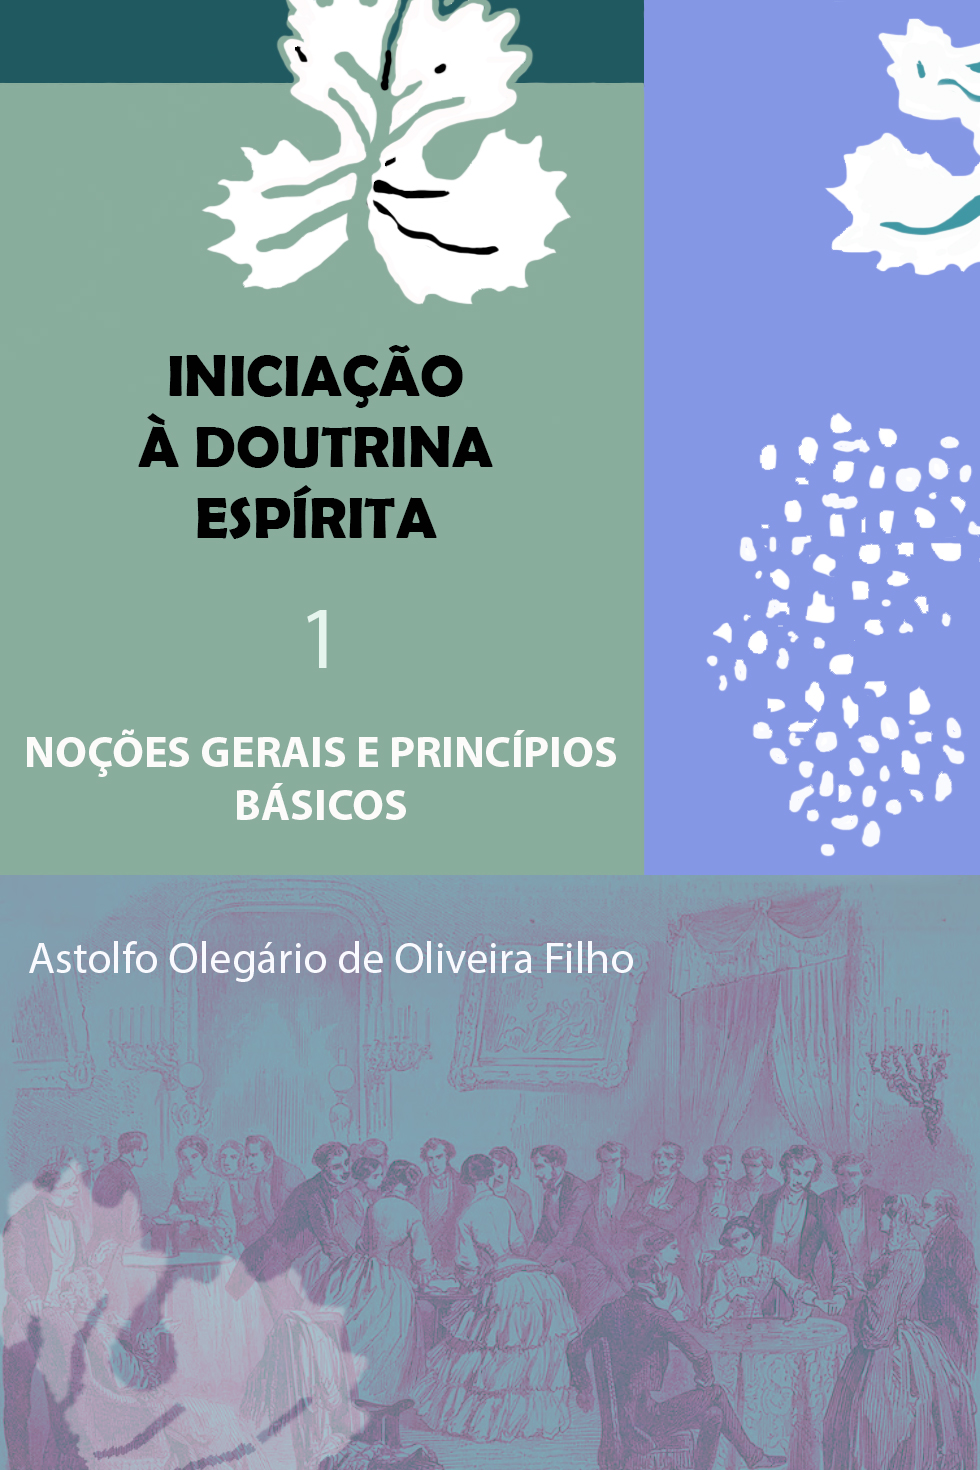 INICIAÇÃO
À DOUTRINA
ESPÍRITA
1
NOÇÕES GERAIS E PRINCÍPIOS
BÁSICOS
Astolfo Olegário de Oliveira Filho